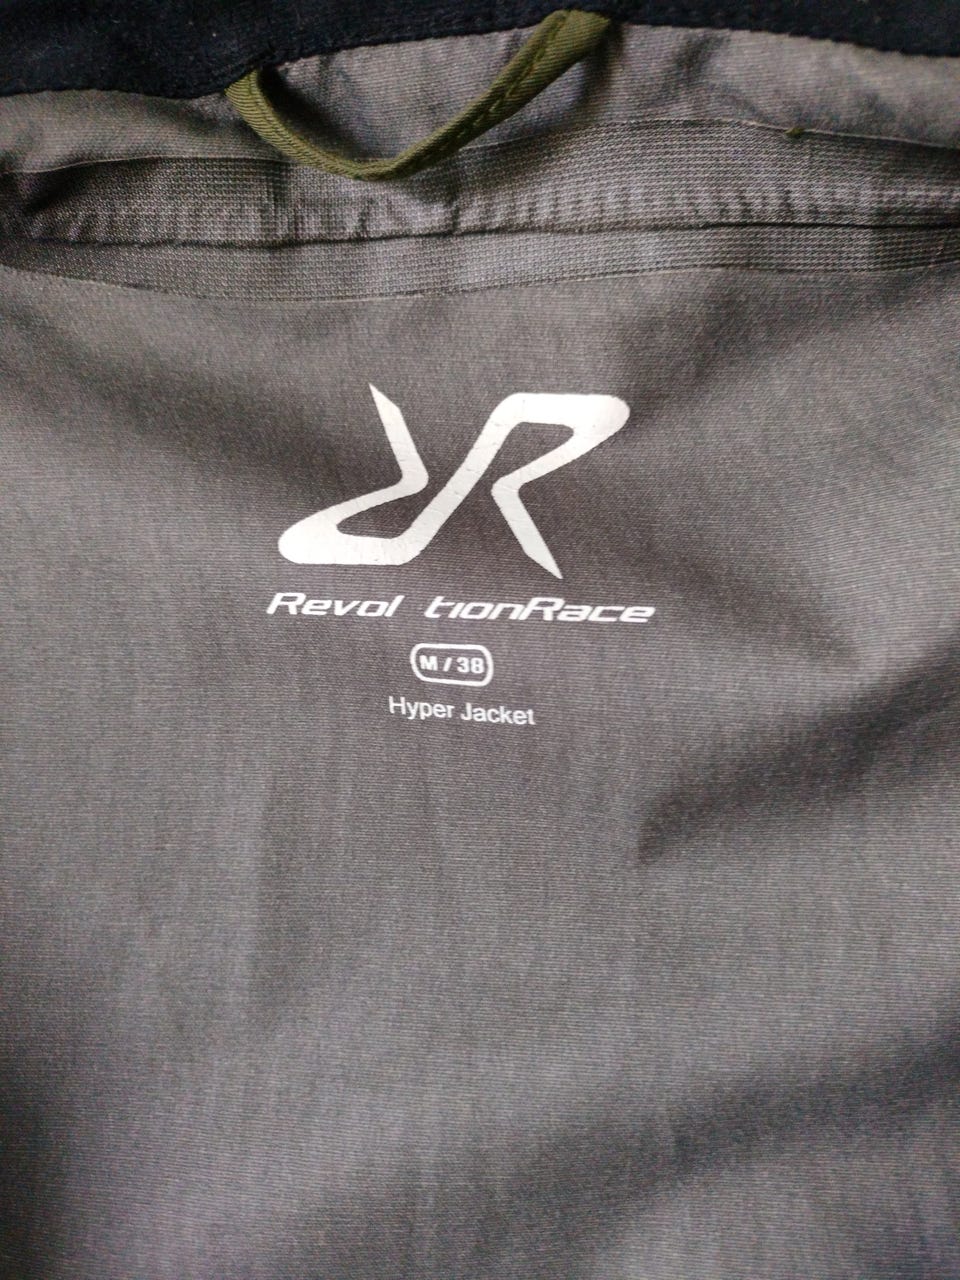 Revol tionRace
M / 38
Hyper Jacket